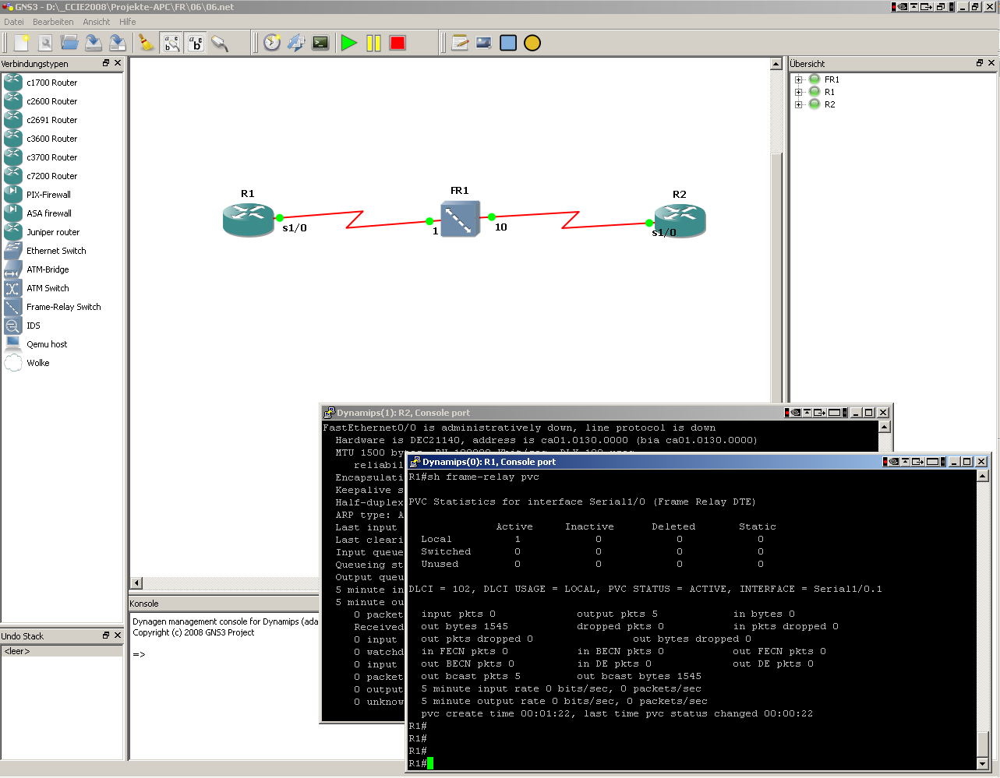 GNS3 - D:\_CCIE2008\Projekte-APC\FR\06\06.net
Datei Bearbeiten Ansicht Hilfe
Verbindungstypen
c1700 Router
c2600 Router
c2691 Router
c3600 Router
c3700 Router
c7200 Router
PIX-Firewall
ASA firewall
Juniper router
Ethernet Switch
ATM-Bridge
ATM Switch
Frame-Relay Switch
IDS
Qemu host
Wolke
Undo Stack
<leer>
R1
s1/0
FR1
1
10
R2
s1/0
Übersicht
FR1
R1
R2
Konsole
Dynagen management console for Dynamips (ada
Copyright (c) 2008 GNS3 Project
=>
Dynamips(1): R2, Console port
FastEthernet0/0 is administratively down, line protocol is down
Hardware is DEC21140, address is ca01.0130.0000 (bia ca01.0130.0000)
MTU 1500
reliabil
Encapsulati
Keepalive s
Half-duplex
ARP type: A
Last input
Last cleari
Input queue
Queueing st
Output queu
5 minute in
5 minute ou
0 packet
Received
0 input
0 watchd
0 input
0 packet
0 output
0 unknow
Dynamips(0): R1, Console port
R1#sh frame-relay pvc
PVC Statistics for interface Serial1/0 (Frame Relay DTE)
Active Inactive Deleted Static
Local 1 0 0 0
Switched 0 0 0 0
Unused 0 0 0 0
DLCI = 102, DLCI USAGE = LOCAL, PVC STATUS = ACTIVE, INTERFACE = Serial1/0.1
input pkts 0 output pkts 5 in bytes 0
out bytes 1545 dropped pkts 0 in pkts dropped 0
out pkts dropped 0 out bytes dropped 0
in FECN pkts 0 in BECN pkts 0 out FECN pkts 0
out BECN pkts 0 in DE pkts 0 out DE pkts 0
out bcast pkts 5 out bcast bytes 1545
5 minute input rate 0 bits/sec, 0 packets/sec
5 minute output rate 0 bits/sec, 0 packets/sec
pvc create time 00:01:22, last time pvc status changed 00:00:22
R1#
R1#
R1#
R1#